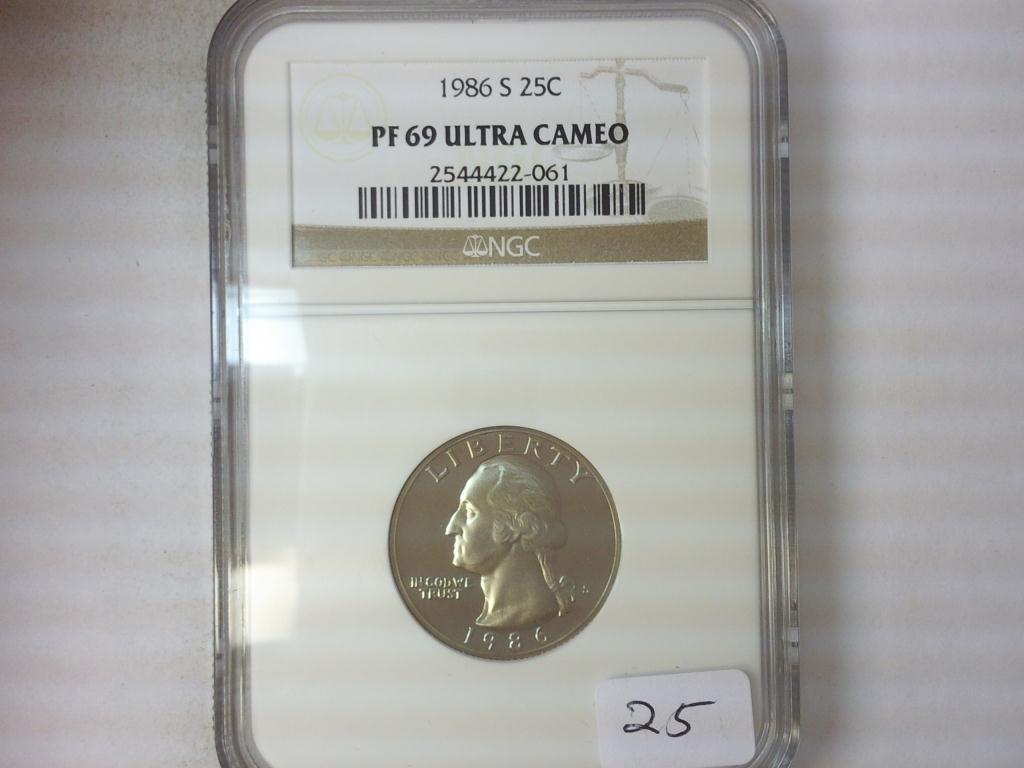 1986 S 25C
PF 69 ULTRA CAMEO
2544422-061
NGC
LIBERTY
IN GOD WE
TRUST
S
1986
25